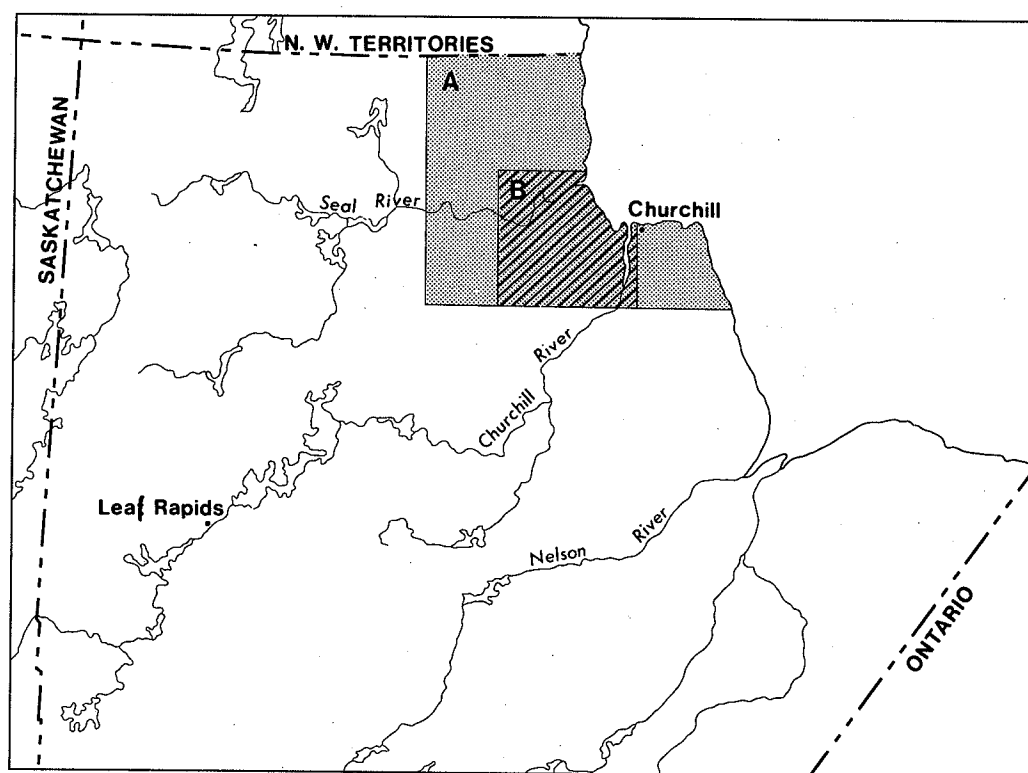 N. W. TERRITORIES
A
SASKATCHEWAN
B
Seal River
Churchill
Churchill River
Leaf Rapids
Nelson River
ONTARIO